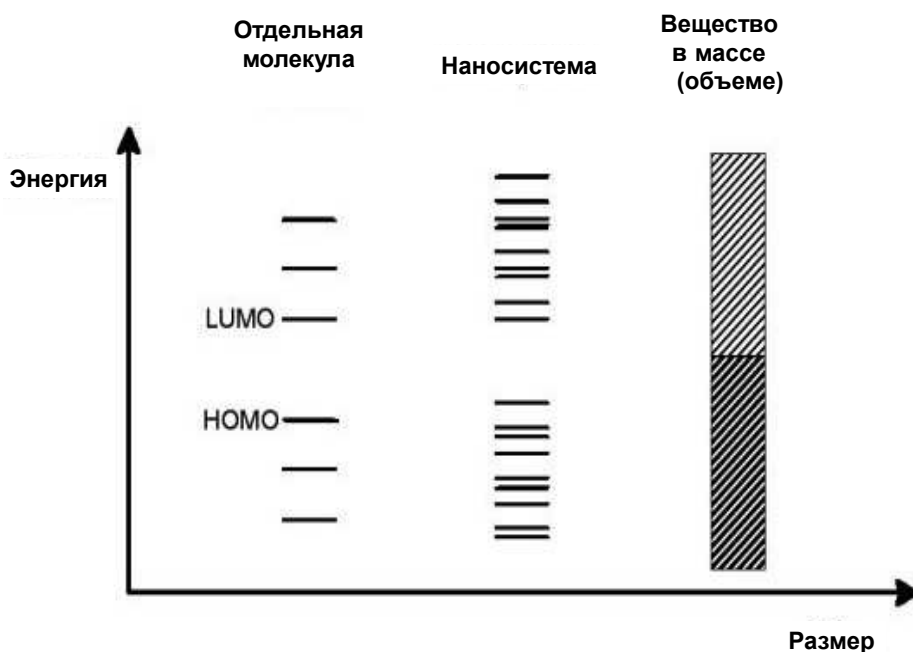 Отдельная
молекула
Наносистема
Вещество
в массе
(объеме)
Энергия
LUMO
HOMO
Размер